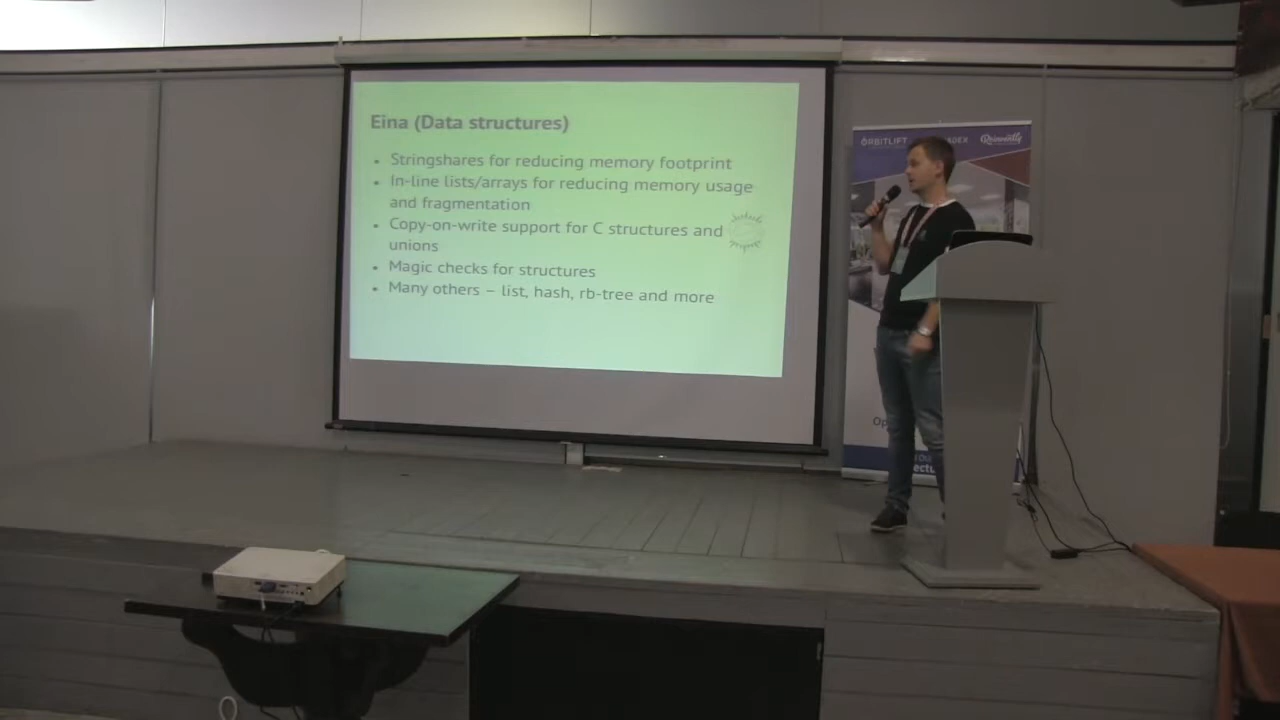 Eina (Data structures)
• Stringshares for reducing memory footprint
• In-line lists/arrays for reducing memory usage
and fragmentation
• Copy-on-write support for C structures and
unions
• Magic checks for structures
• Many others – list, hash, rb-tree and more
ORBITLIFT